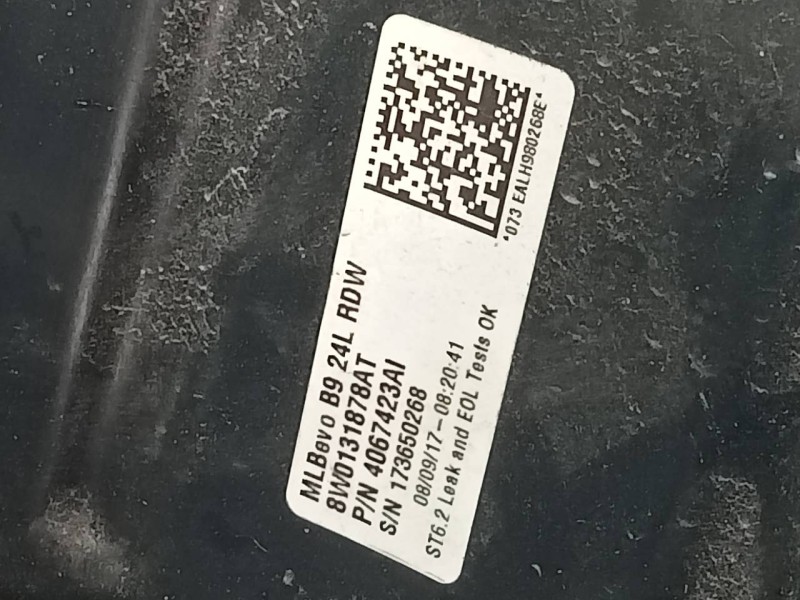 *073 EALH980268E*
MLBevo B9 24L RDW
8W0131878AT
P/N 4067423AI
S/N 173650268
08/09/17-08:20:41
ST6.2 Leak and EOL Tests OK